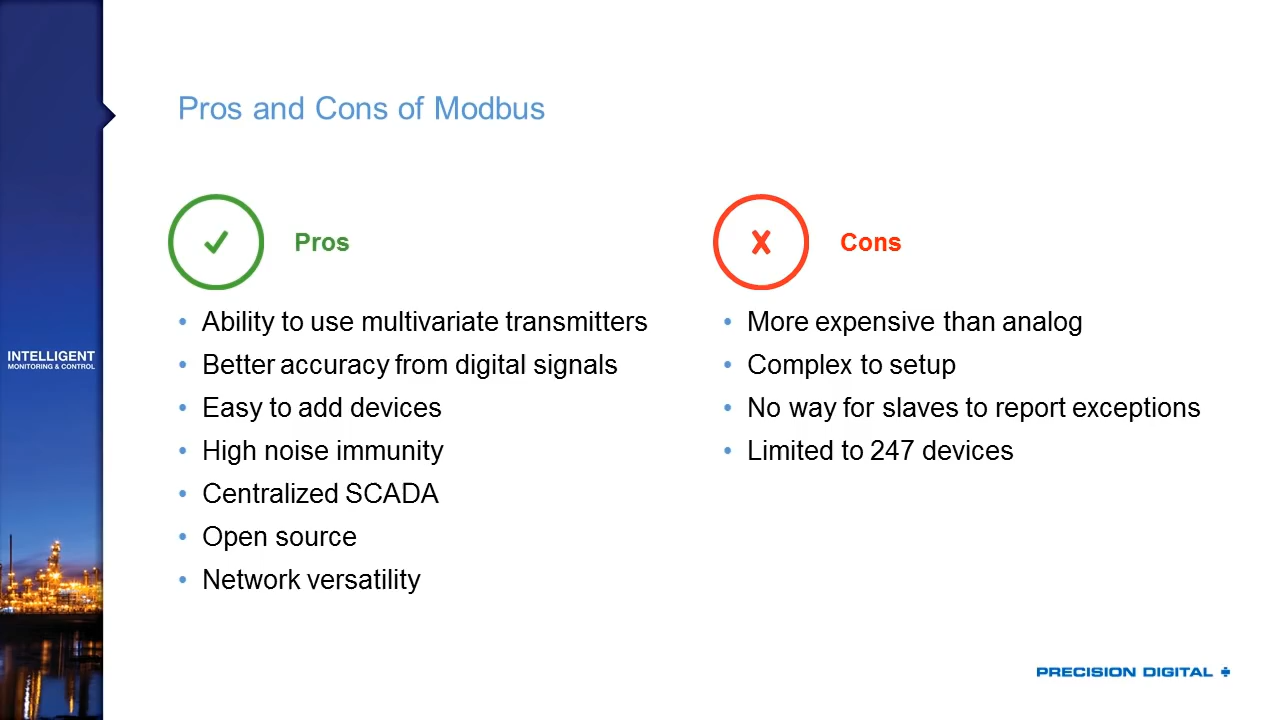 Pros and Cons of Modbus
Pros
• Ability to use multivariate transmitters
• Better accuracy from digital signals
• Easy to add devices
• High noise immunity
• Centralized SCADA
• Open source
• Network versatility
Cons
• More expensive than analog
• Complex to setup
• No way for slaves to report exceptions
• Limited to 247 devices
INTELLIGENT
MONITORING & CONTROL
PRECISION DIGITAL